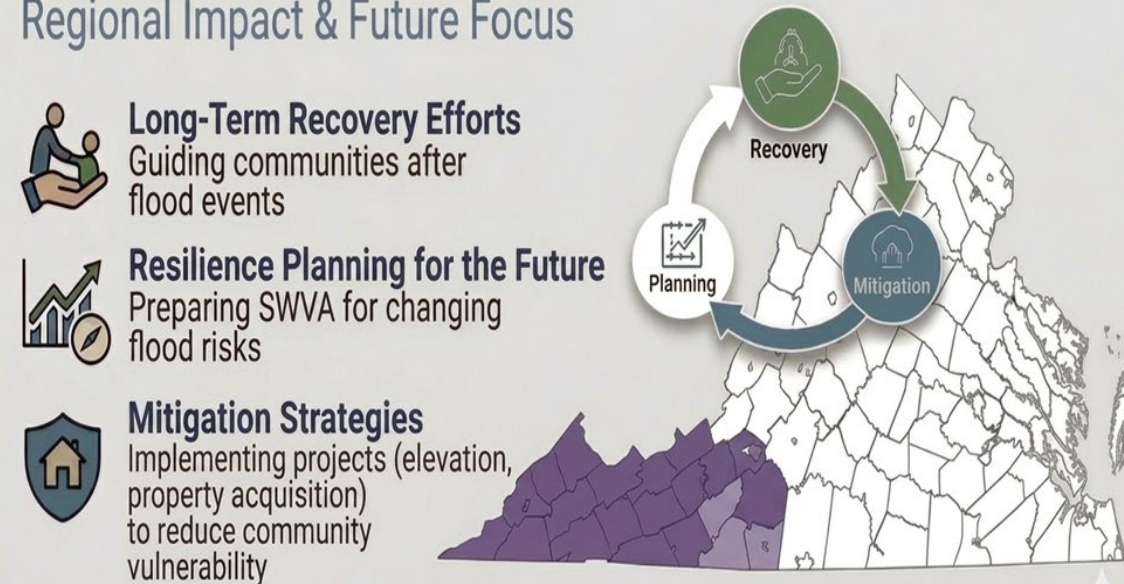 Regional Impact & Future Focus
Long-Term Recovery Efforts
Guiding communities after
flood events
Resilience Planning for the Future
Preparing SWVA for changing
flood risks
Mitigation Strategies
Implementing projects (elevation,
property acquisition)
to reduce community
vulnerability
Recovery
Mitigation
Planning